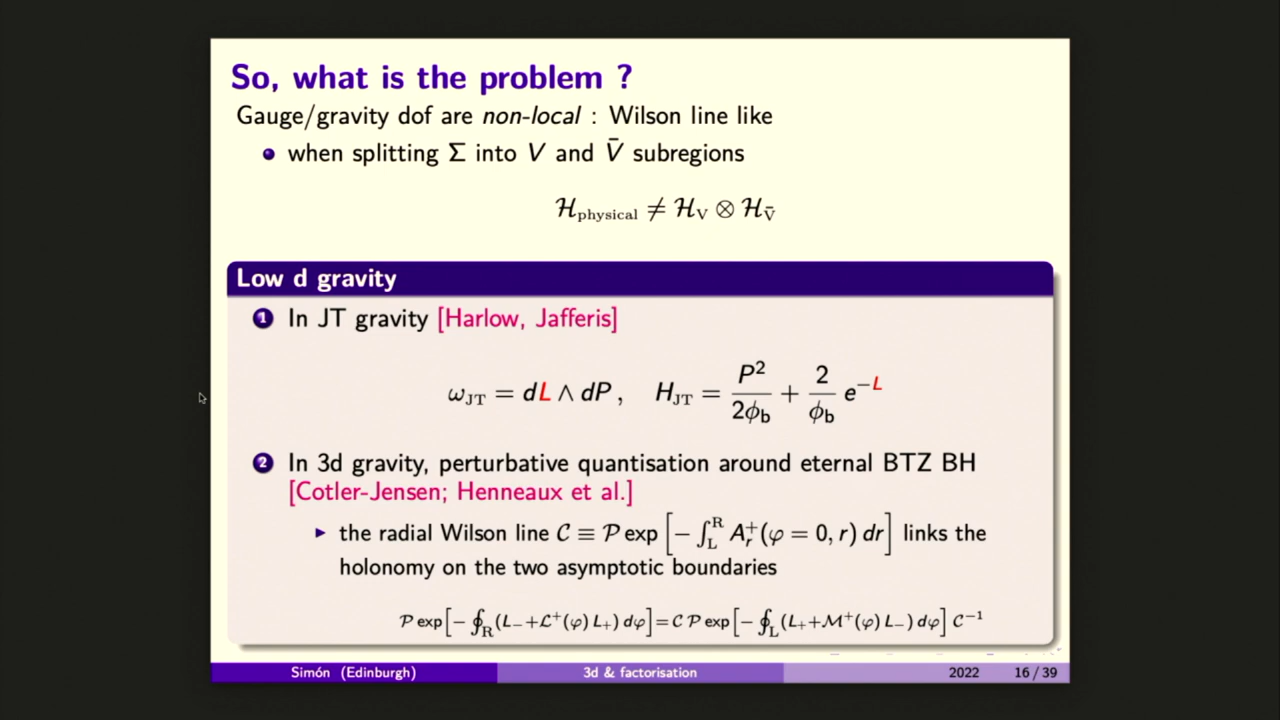 So, what is the problem ?
Gauge/gravity dof are non-local : Wilson line like
when splitting Σ into V and V̄ subregions
ℋ_physical ≠ ℋ_V ⊗ ℋ_V̄
Low d gravity
1 In JT gravity [Harlow, Jafferis]
ω_JT = dL ∧ dP , H_JT = P²/2ϕ_b + 2/ϕ_b e^{−L}
2 In 3d gravity, perturbative quantisation around eternal BTZ BH
[Cotler-Jensen; Henneaux et al.]
▶ the radial Wilson line 𝒞 ≡ 𝒫 exp [− ∫_L^R A_r^+(φ = 0, r) dr] links the
holonomy on the two asymptotic boundaries
𝒫 exp[− ∮_R (L_− + ℒ^+(φ) L_+) dφ] = 𝒞 𝒫 exp[− ∮_L (L_+ + ℳ^+(φ) L_−) dφ] 𝒞^{−1}
Simón (Edinburgh) 3d & factorisation 2022 16 / 39